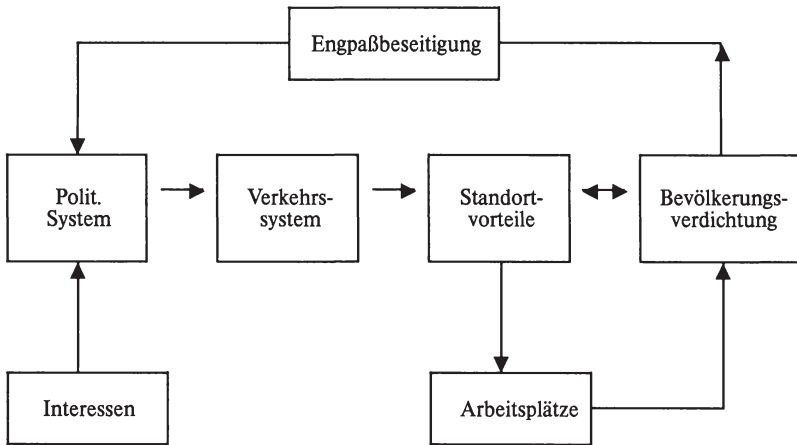 Engpaßbeseitigung
Polit.
System
Verkehrs-
system
Standort-
vorteile
Bevölkerungs-
verdichtung
Interessen
Arbeitsplätze